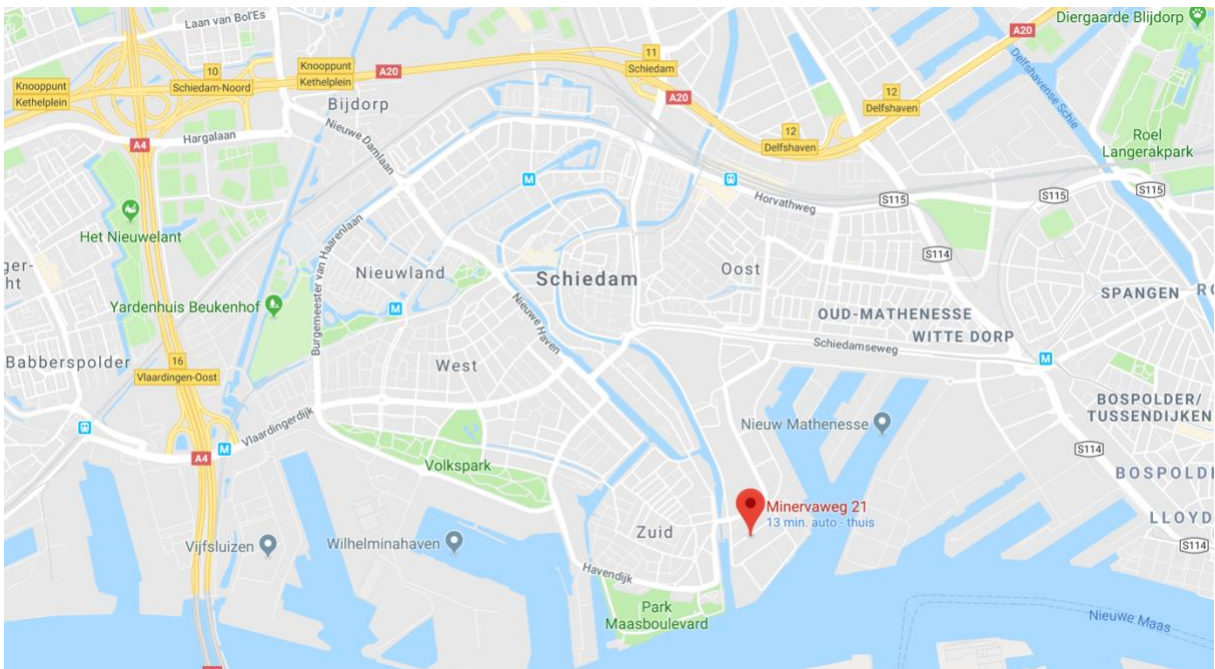 Laan van Bol'Es
Diergaarde Blijdorp
A20
11
Schiedam
Knooppunt
Kethelplein
A20
10
Schiedam-Noord
Knooppunt
Kethelplein
A20
12
Delfshaven
Bijdorp
Delfshavense Schie
Nieuwe Damlaan
12
Delfshaven
Roel
Langerakpark
Hargalaan
A4
M
Horvathweg
S115
S115
S115
Het Nieuwelant
Burgemeester van Haarenlaan
S114
Nieuwland
Schiedam
Oost
SPANGEN
Yardenhuis Beukenhof
M
Nieuwe Haven
OUD-MATHENESSE
WITTE DORP
Schiedamseweg
M
Babberspolder
16
Vlaardingen-Oost
West
BOSPOLDER/
TUSSENDIJKEN
Vlaardingerdijk
M
A4
Nieuw Mathenesse
S114
Volkspark
Minervaweg 21
13 min. auto - thuis
Zuid
S114
Vijfsluizen
Wilhelminahaven
Havendijk
Park
Maasboulevard
Nieuwe Maas